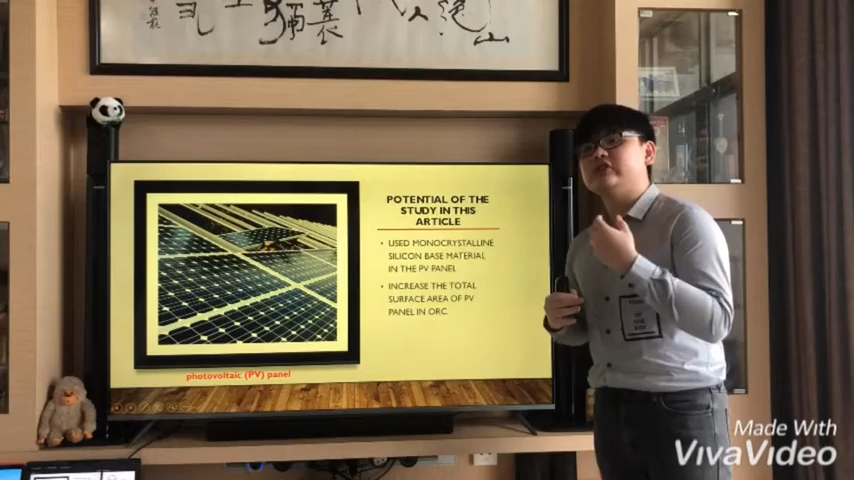 POTENTIAL OF THE
STUDY IN THIS
ARTICLE
• USED MONOCRYSTALLINE
SILICON BASE MATERIAL
IN THE PV PANEL
• INCREASE THE TOTAL
SURFACE AREA OF PV
PANEL IN ORC.
photovoltaic (PV) panel
Made With
VivaVideo